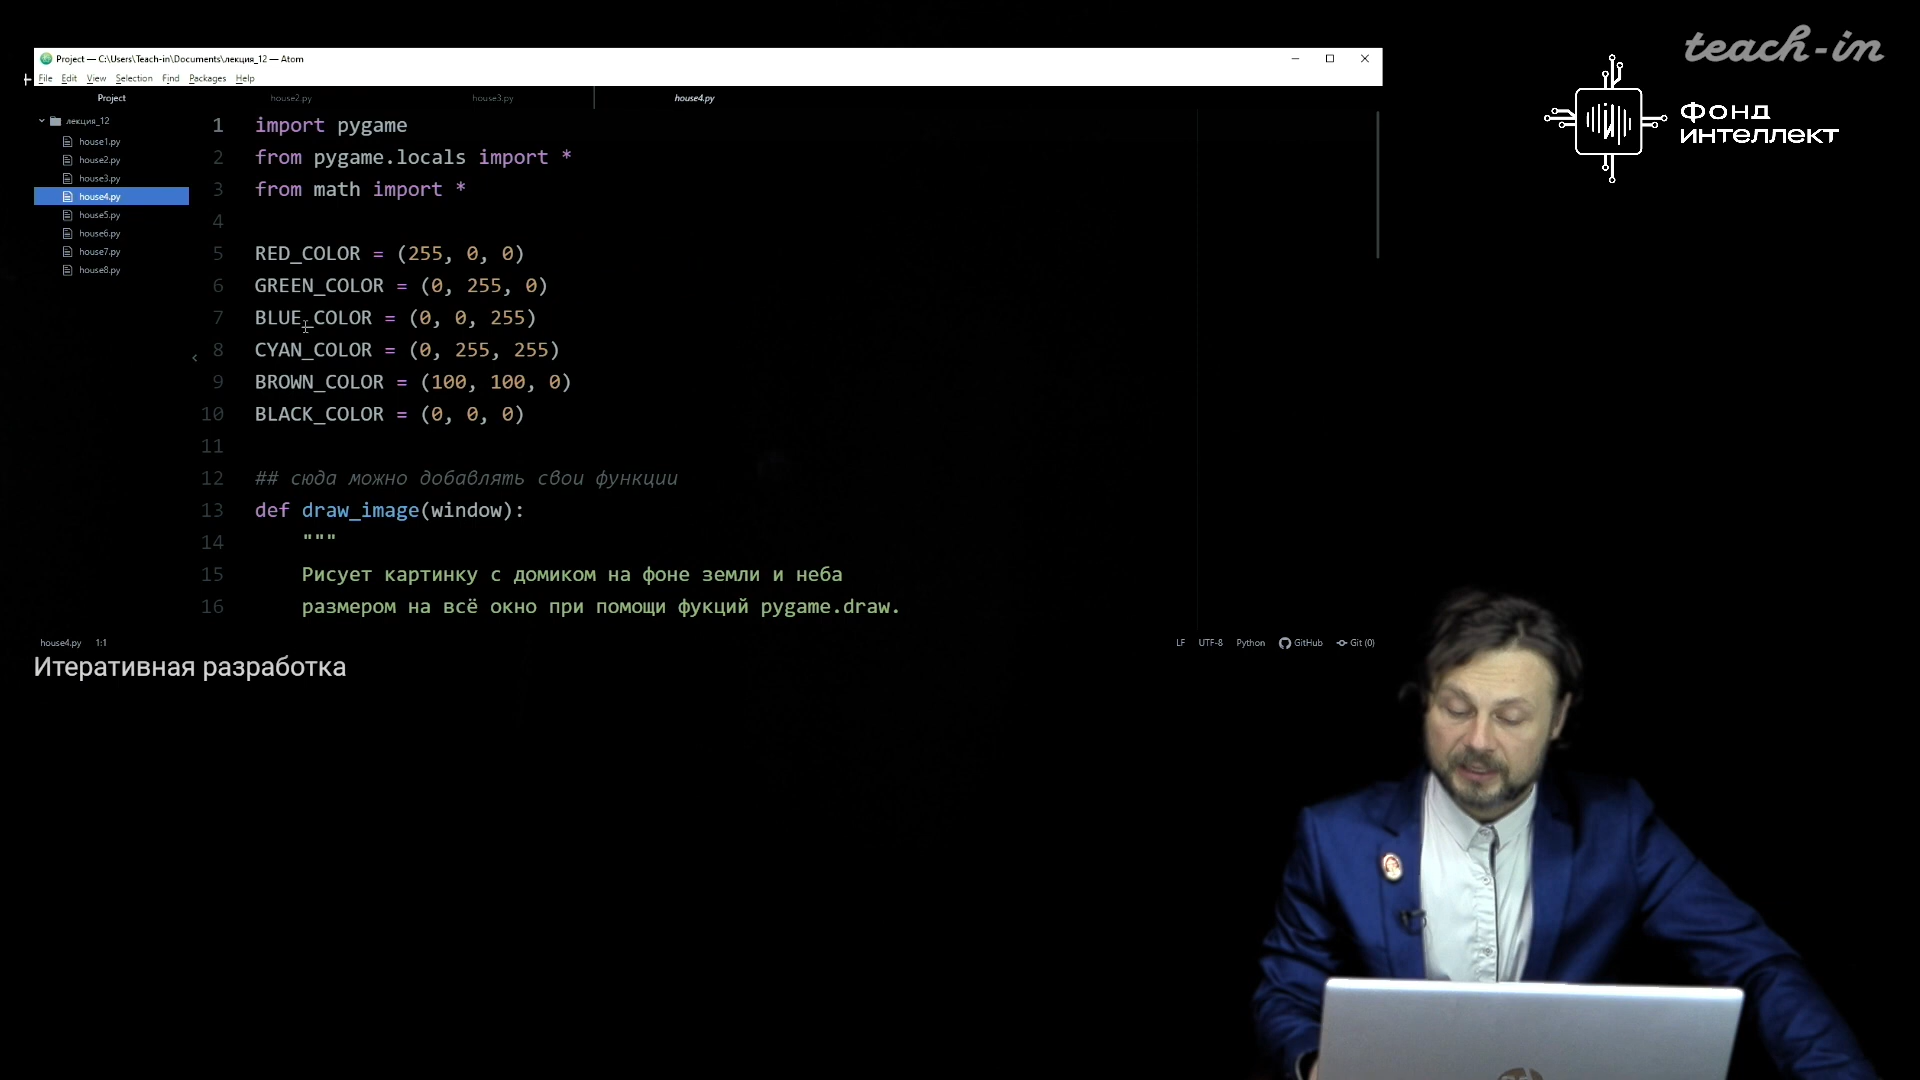 teach-in
Фонд
интеллект
Project — C:\Users\Teach-in\Documents\лекция_12 — Atom
File Edit View Selection Find Packages Help
Project
house2.py
house3.py
house4.py
лекция_12
house1.py
house2.py
house3.py
house4.py
house5.py
house6.py
house7.py
house8.py
1 import pygame
2 from pygame.locals import *
3 from math import *
4
5 RED_COLOR = (255, 0, 0)
6 GREEN_COLOR = (0, 255, 0)
7 BLUE_COLOR = (0, 0, 255)
8 CYAN_COLOR = (0, 255, 255)
9 BROWN_COLOR = (100, 100, 0)
10 BLACK_COLOR = (0, 0, 0)
11
12 ## сюда можно добавлять свои функции
13 def draw_image(window):
14 """
15 Рисует картинку с домиком на фоне земли и неба
16 размером на всё окно при помощи фукций pygame.draw.
house4.py 1:1
LF UTF-8 Python GitHub Git (0)
Итеративная разработка